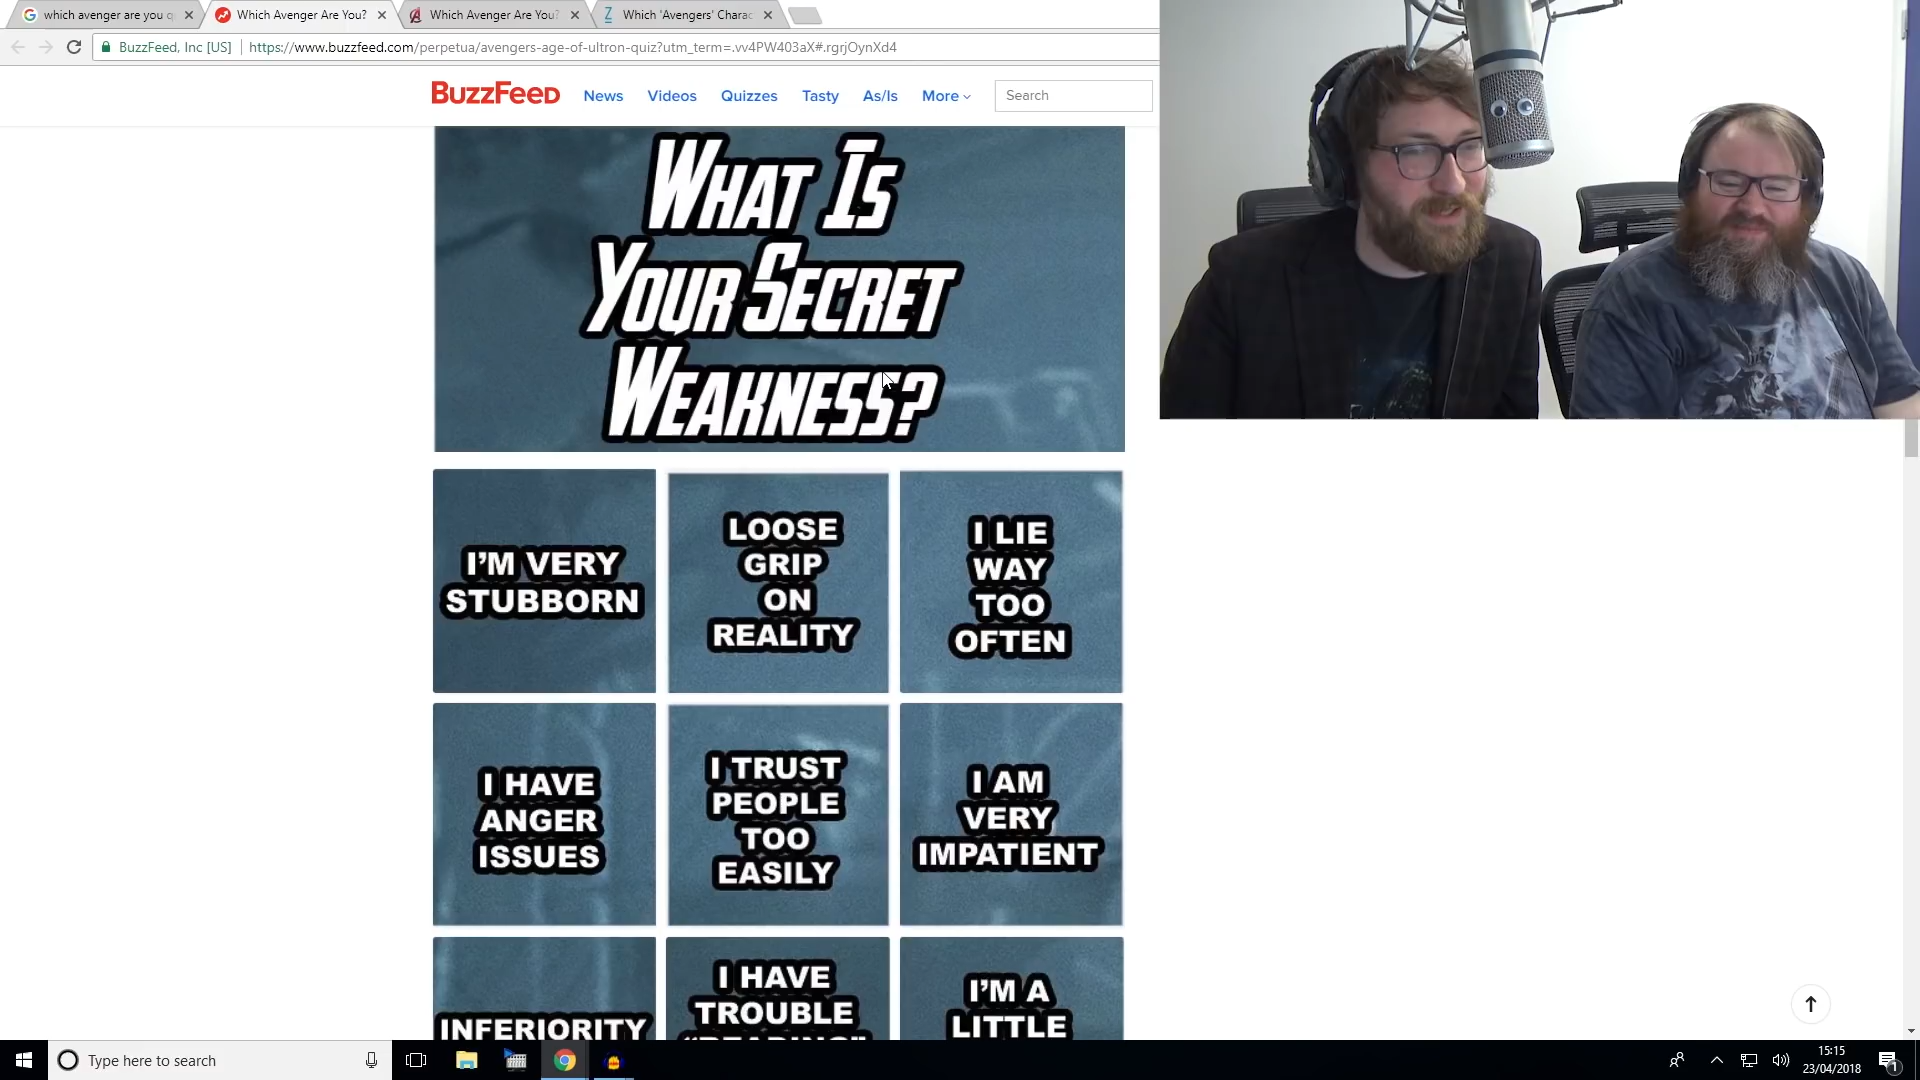 which avenger are you q
Which Avenger Are You?
Which Avenger Are You?
Which 'Avengers' Charac
BuzzFeed, Inc [US]
https://www.buzzfeed.com/perpetua/avengers-age-of-ultron-quiz?utm_term=.vv4PW403aX#.rgrjOynXd4
BuzzFeed
News
Videos
Quizzes
Tasty
As/Is
More
Search
WHAT IS
YOUR SECRET
WEAKNESS?
I'M VERY
STUBBORN
LOOSE
GRIP
ON
REALITY
I LIE
WAY
TOO
OFTEN
I HAVE
ANGER
ISSUES
I TRUST
PEOPLE
TOO
EASILY
I AM
VERY
IMPATIENT
INFERIORITY
I HAVE
TROUBLE
"READING"
I'M A
LITTLE
Type here to search
15:15
23/04/2018
1